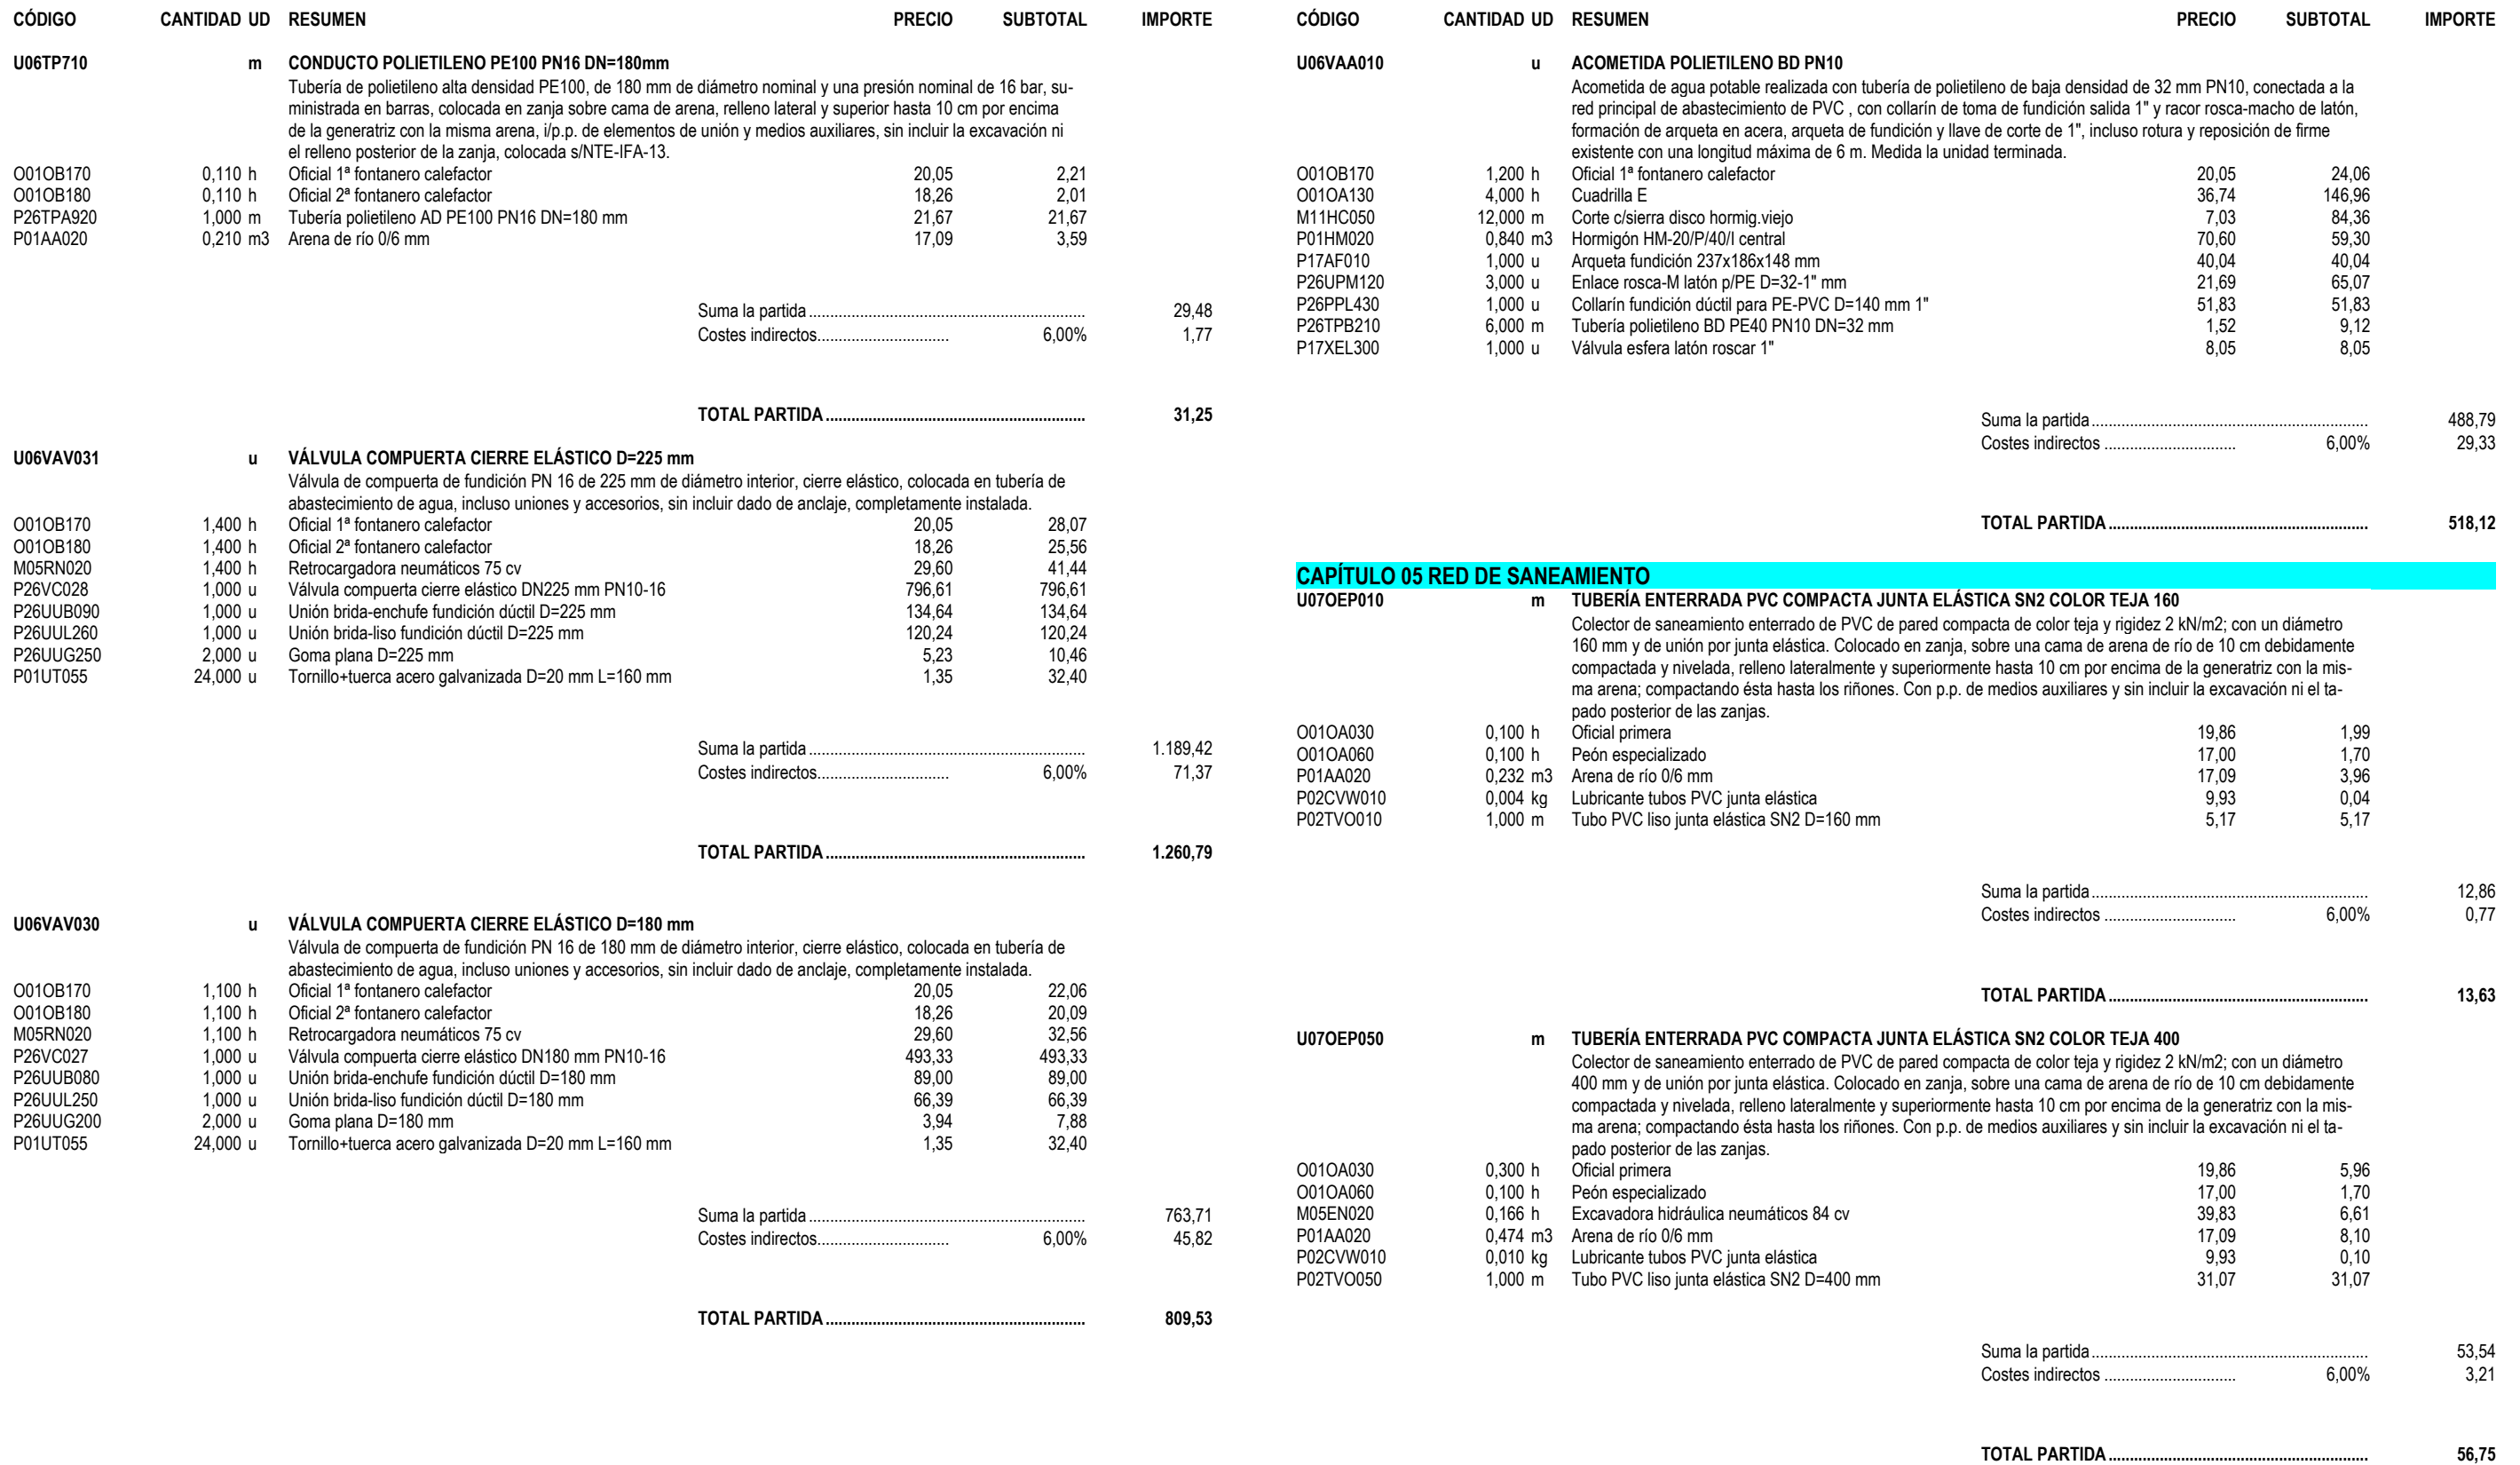 CÓDIGO CANTIDAD UD RESUMEN PRECIO SUBTOTAL IMPORTE
U06TP710 m CONDUCTO POLIETILENO PE100 PN16 DN=180mm
Tubería de polietileno alta densidad PE100, de 180 mm de diámetro nominal y una presión nominal de 16 bar, su-
ministrada en barras, colocada en zanja sobre cama de arena, relleno lateral y superior hasta 10 cm por encima
de la generatriz con la misma arena, i/p.p. de elementos de unión y medios auxiliares, sin incluir la excavación ni
el relleno posterior de la zanja, colocada s/NTE-IFA-13.
O01OB170 0,110 h Oficial 1ª fontanero calefactor 20,05 2,21
O01OB180 0,110 h Oficial 2ª fontanero calefactor 18,26 2,01
P26TPA920 1,000 m Tubería polietileno AD PE100 PN16 DN=180 mm 21,67 21,67
P01AA020 0,210 m3 Arena de río 0/6 mm 17,09 3,59
Suma la partida ................................................................. 29,48
Costes indirectos............................... 6,00% 1,77
TOTAL PARTIDA ............................................................. 31,25
U06VAV031 u VÁLVULA COMPUERTA CIERRE ELÁSTICO D=225 mm
Válvula de compuerta de fundición PN 16 de 225 mm de diámetro interior, cierre elástico, colocada en tubería de
abastecimiento de agua, incluso uniones y accesorios, sin incluir dado de anclaje, completamente instalada.
O01OB170 1,400 h Oficial 1ª fontanero calefactor 20,05 28,07
O01OB180 1,400 h Oficial 2ª fontanero calefactor 18,26 25,56
M05RN020 1,400 h Retrocargadora neumáticos 75 cv 29,60 41,44
P26VC028 1,000 u Válvula compuerta cierre elástico DN225 mm PN10-16 796,61 796,61
P26UUB090 1,000 u Unión brida-enchufe fundición dúctil D=225 mm 134,64 134,64
P26UUL260 1,000 u Unión brida-liso fundición dúctil D=225 mm 120,24 120,24
P26UUG250 2,000 u Goma plana D=225 mm 5,23 10,46
P01UT055 24,000 u Tornillo+tuerca acero galvanizada D=20 mm L=160 mm 1,35 32,40
Suma la partida ................................................................. 1.189,42
Costes indirectos............................... 6,00% 71,37
TOTAL PARTIDA ............................................................. 1.260,79
U06VAV030 u VÁLVULA COMPUERTA CIERRE ELÁSTICO D=180 mm
Válvula de compuerta de fundición PN 16 de 180 mm de diámetro interior, cierre elástico, colocada en tubería de
abastecimiento de agua, incluso uniones y accesorios, sin incluir dado de anclaje, completamente instalada.
O01OB170 1,100 h Oficial 1ª fontanero calefactor 20,05 22,06
O01OB180 1,100 h Oficial 2ª fontanero calefactor 18,26 20,09
M05RN020 1,100 h Retrocargadora neumáticos 75 cv 29,60 32,56
P26VC027 1,000 u Válvula compuerta cierre elástico DN180 mm PN10-16 493,33 493,33
P26UUB080 1,000 u Unión brida-enchufe fundición dúctil D=180 mm 89,00 89,00
P26UUL250 1,000 u Unión brida-liso fundición dúctil D=180 mm 66,39 66,39
P26UUG200 2,000 u Goma plana D=180 mm 3,94 7,88
P01UT055 24,000 u Tornillo+tuerca acero galvanizada D=20 mm L=160 mm 1,35 32,40
Suma la partida ................................................................. 763,71
Costes indirectos............................... 6,00% 45,82
TOTAL PARTIDA ............................................................. 809,53
CÓDIGO CANTIDAD UD RESUMEN PRECIO SUBTOTAL IMPORTE
U06VAA010 u ACOMETIDA POLIETILENO BD PN10
Acometida de agua potable realizada con tubería de polietileno de baja densidad de 32 mm PN10, conectada a la
red principal de abastecimiento de PVC , con collarín de toma de fundición salida 1" y racor rosca-macho de latón,
formación de arqueta en acera, arqueta de fundición y llave de corte de 1", incluso rotura y reposición de firme
existente con una longitud máxima de 6 m. Medida la unidad terminada.
O01OB170 1,200 h Oficial 1ª fontanero calefactor 20,05 24,06
O01OA130 4,000 h Cuadrilla E 36,74 146,96
M11HC050 12,000 m Corte c/sierra disco hormig.viejo 7,03 84,36
P01HM020 0,840 m3 Hormigón HM-20/P/40/I central 70,60 59,30
P17AF010 1,000 u Arqueta fundición 237x186x148 mm 40,04 40,04
P26UPM120 3,000 u Enlace rosca-M latón p/PE D=32-1" mm 21,69 65,07
P26PPL430 1,000 u Collarín fundición dúctil para PE-PVC D=140 mm 1" 51,83 51,83
P26TPB210 6,000 m Tubería polietileno BD PE40 PN10 DN=32 mm 1,52 9,12
P17XEL300 1,000 u Válvula esfera latón roscar 1" 8,05 8,05
Suma la partida ................................................................. 488,79
Costes indirectos ............................... 6,00% 29,33
TOTAL PARTIDA ............................................................. 518,12
CAPÍTULO 05 RED DE SANEAMIENTO
U07OEP010 m TUBERÍA ENTERRADA PVC COMPACTA JUNTA ELÁSTICA SN2 COLOR TEJA 160
Colector de saneamiento enterrado de PVC de pared compacta de color teja y rigidez 2 kN/m2; con un diámetro
160 mm y de unión por junta elástica. Colocado en zanja, sobre una cama de arena de río de 10 cm debidamente
compactada y nivelada, relleno lateralmente y superiormente hasta 10 cm por encima de la generatriz con la mis-
ma arena; compactando ésta hasta los riñones. Con p.p. de medios auxiliares y sin incluir la excavación ni el ta-
pado posterior de las zanjas.
O01OA030 0,100 h Oficial primera 19,86 1,99
O01OA060 0,100 h Peón especializado 17,00 1,70
P01AA020 0,232 m3 Arena de río 0/6 mm 17,09 3,96
P02CVW010 0,004 kg Lubricante tubos PVC junta elástica 9,93 0,04
P02TVO010 1,000 m Tubo PVC liso junta elástica SN2 D=160 mm 5,17 5,17
Suma la partida ................................................................. 12,86
Costes indirectos ............................... 6,00% 0,77
TOTAL PARTIDA ............................................................. 13,63
U07OEP050 m TUBERÍA ENTERRADA PVC COMPACTA JUNTA ELÁSTICA SN2 COLOR TEJA 400
Colector de saneamiento enterrado de PVC de pared compacta de color teja y rigidez 2 kN/m2; con un diámetro
400 mm y de unión por junta elástica. Colocado en zanja, sobre una cama de arena de río de 10 cm debidamente
compactada y nivelada, relleno lateralmente y superiormente hasta 10 cm por encima de la generatriz con la mis-
ma arena; compactando ésta hasta los riñones. Con p.p. de medios auxiliares y sin incluir la excavación ni el ta-
pado posterior de las zanjas.
O01OA030 0,300 h Oficial primera 19,86 5,96
O01OA060 0,100 h Peón especializado 17,00 1,70
M05EN020 0,166 h Excavadora hidráulica neumáticos 84 cv 39,83 6,61
P01AA020 0,474 m3 Arena de río 0/6 mm 17,09 8,10
P02CVW010 0,010 kg Lubricante tubos PVC junta elástica 9,93 0,10
P02TVO050 1,000 m Tubo PVC liso junta elástica SN2 D=400 mm 31,07 31,07
Suma la partida ................................................................. 53,54
Costes indirectos ............................... 6,00% 3,21
TOTAL PARTIDA ............................................................. 56,75